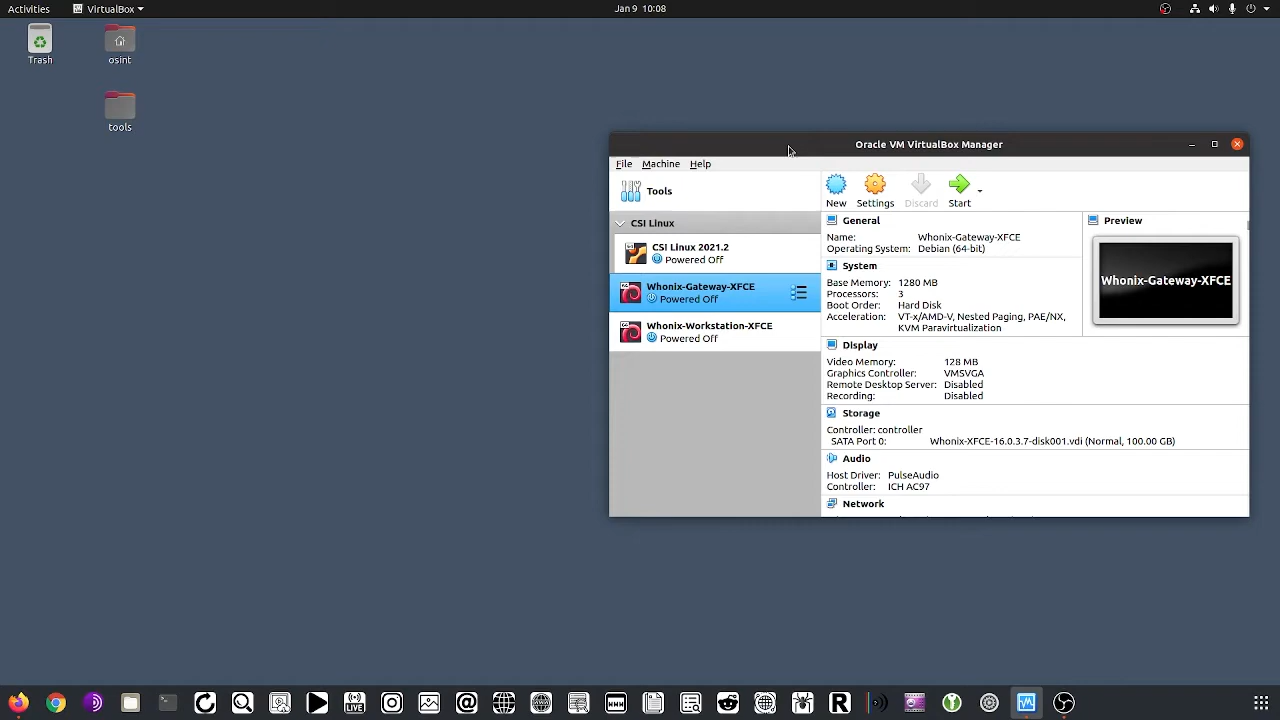 Activities
VirtualBox
Jan 9 10:08
Trash
osint
tools
Oracle VM VirtualBox Manager
File
Machine
Help
Tools
New
Settings
Discard
Start
CSI Linux
CSI Linux 2021.2
Powered Off
Whonix-Gateway-XFCE
Powered Off
Whonix-Workstation-XFCE
Powered Off
General
Name: Whonix-Gateway-XFCE
Operating System: Debian (64-bit)
System
Base Memory: 1280 MB
Processors: 3
Boot Order: Hard Disk
Acceleration: VT-x/AMD-V, Nested Paging, PAE/NX,
KVM Paravirtualization
Preview
Whonix-Gateway-XFCE
Display
Video Memory: 128 MB
Graphics Controller: VMSVGA
Remote Desktop Server: Disabled
Recording: Disabled
Storage
Controller: controller
SATA Port 0: Whonix-XFCE-16.0.3.7-disk001.vdi (Normal, 100.00 GB)
Audio
Host Driver: PulseAudio
Controller: ICH AC97
Network
LIVE
WWW
R